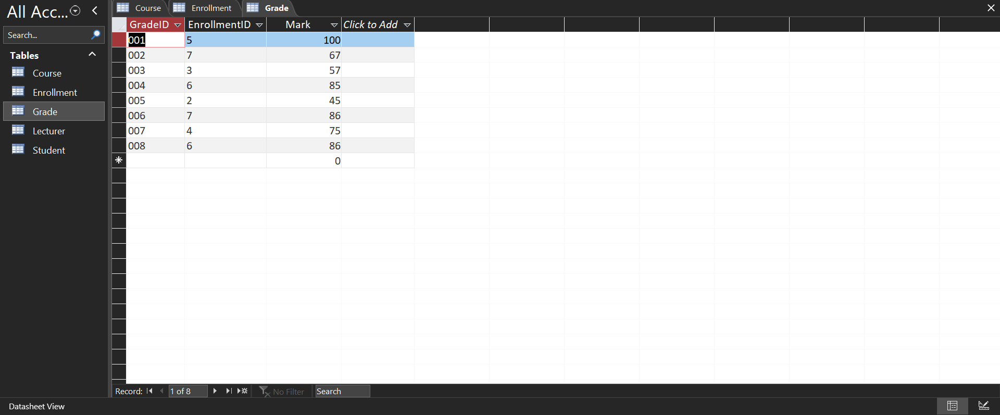 All Acc...
Search...
Tables
Course
Enrollment
Grade
Lecturer
Student
Course Enrollment Grade
GradeID EnrollmentID Mark Click to Add
001 5 100
002 7 67
003 3 57
004 6 85
005 2 45
006 7 86
007 4 75
008 6 86
0
Record: 1 of 8 No Filter Search
Datasheet View